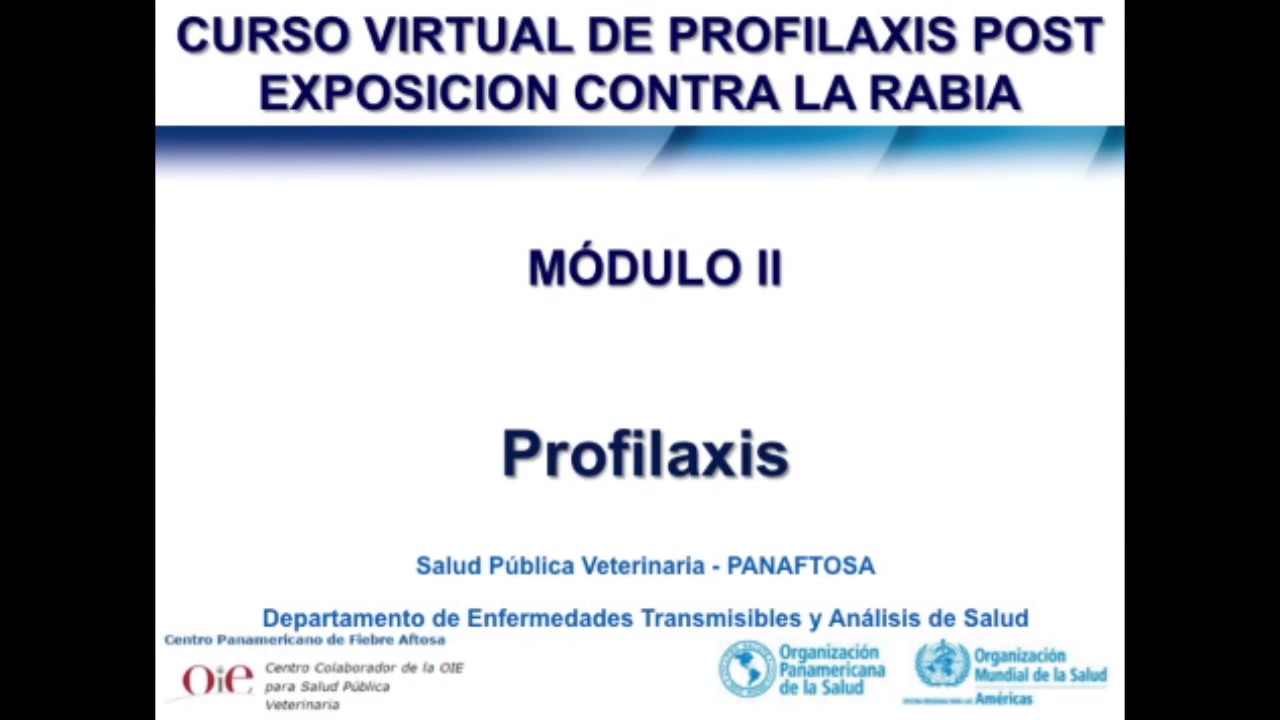 CURSO VIRTUAL DE PROFILAXIS POST
EXPOSICION CONTRA LA RABIA
MÓDULO II
Profilaxis
Salud Pública Veterinaria - PANAFTOSA
Departamento de Enfermedades Transmisibles y Análisis de Salud
Centro Panamericano de Fiebre Aftosa
Oie
Centro Colaborador de la OIE
para Salud Pública
Veterinaria
Organización
Panamericana
de la Salud
Organización
Mundial de la Salud
Américas